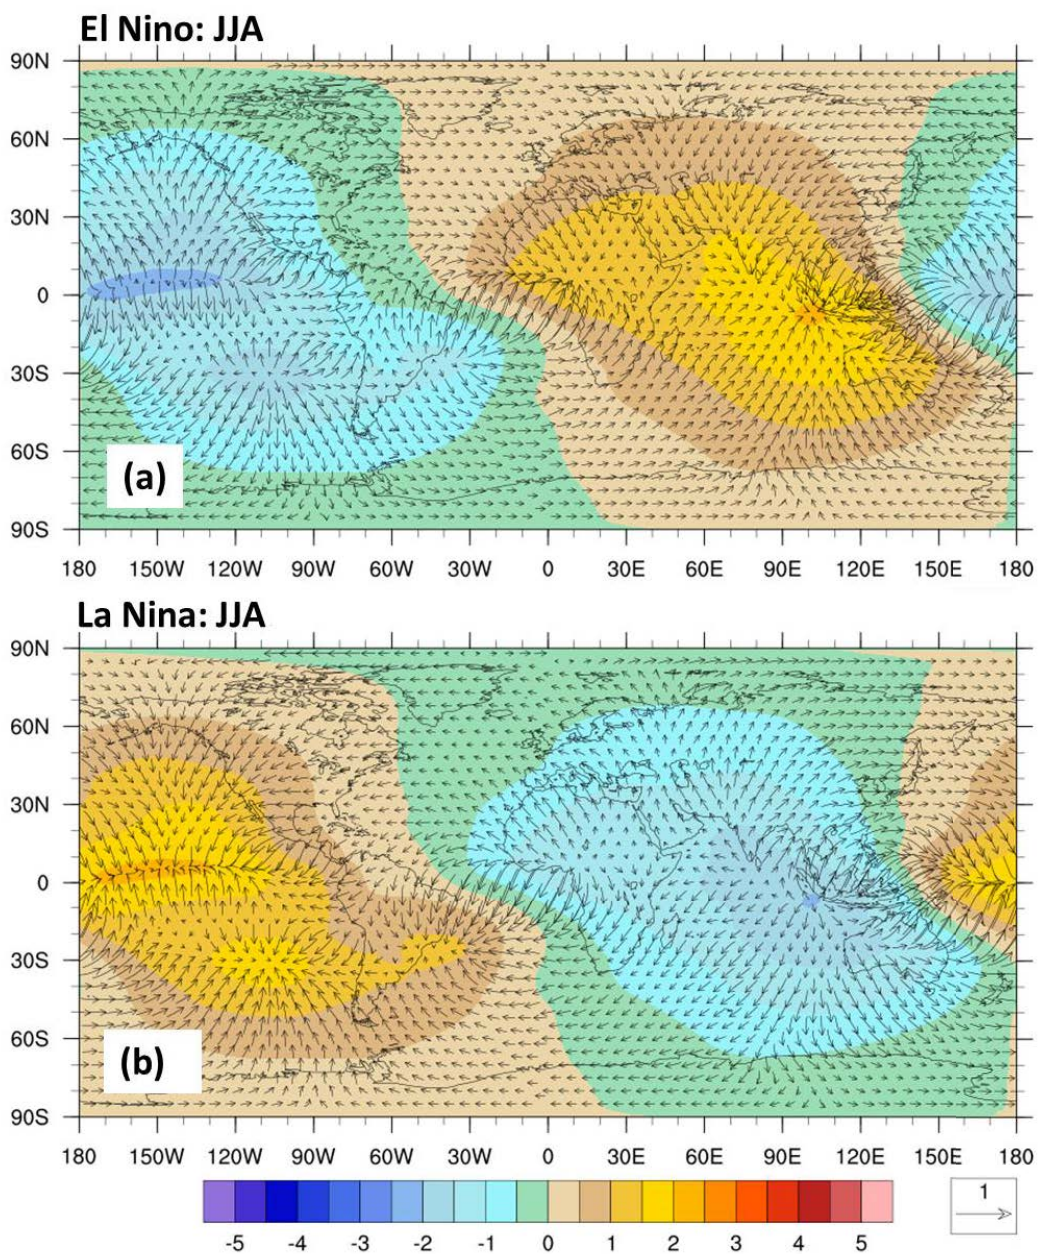 El Nino: JJA
90N
60N
30N
0
30S
60S
90S
(a)
180 150W 120W 90W 60W 30W 0 30E 60E 90E 120E 150E 180
La Nina: JJA
90N
60N
30N
0
30S
60S
90S
(b)
180 150W 120W 90W 60W 30W 0 30E 60E 90E 120E 150E 180
-5 -4 -3 -2 -1 0 1 2 3 4 5
1